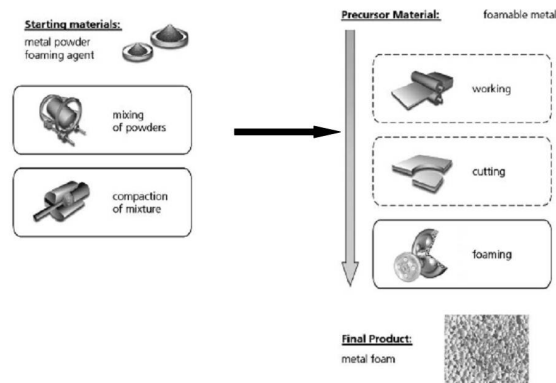 Starting materials:
metal powder
foaming agent
mixing
of powders
compaction
of mixture
Precursor Material: foamable metal
working
cutting
foaming
Final Product:
metal foam